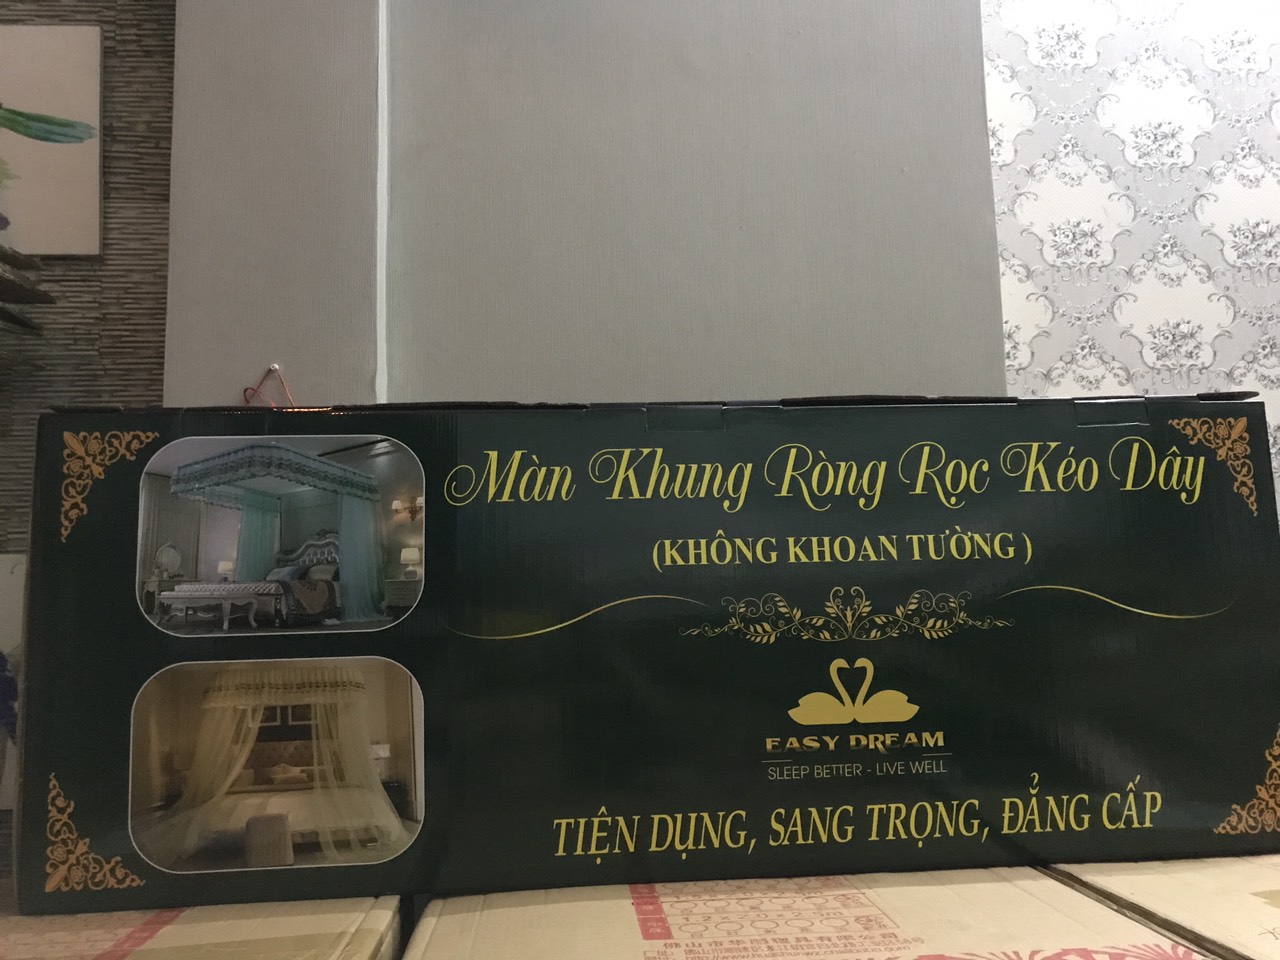 Màn Khung Ròng Rọc Kéo Dây
(KHÔNG KHOAN TƯỜNG )
EASY DREAM
SLEEP BETTER - LIVE WELL
TIỆN DỤNG, SANG TRỌNG, ĐẲNG CẤP